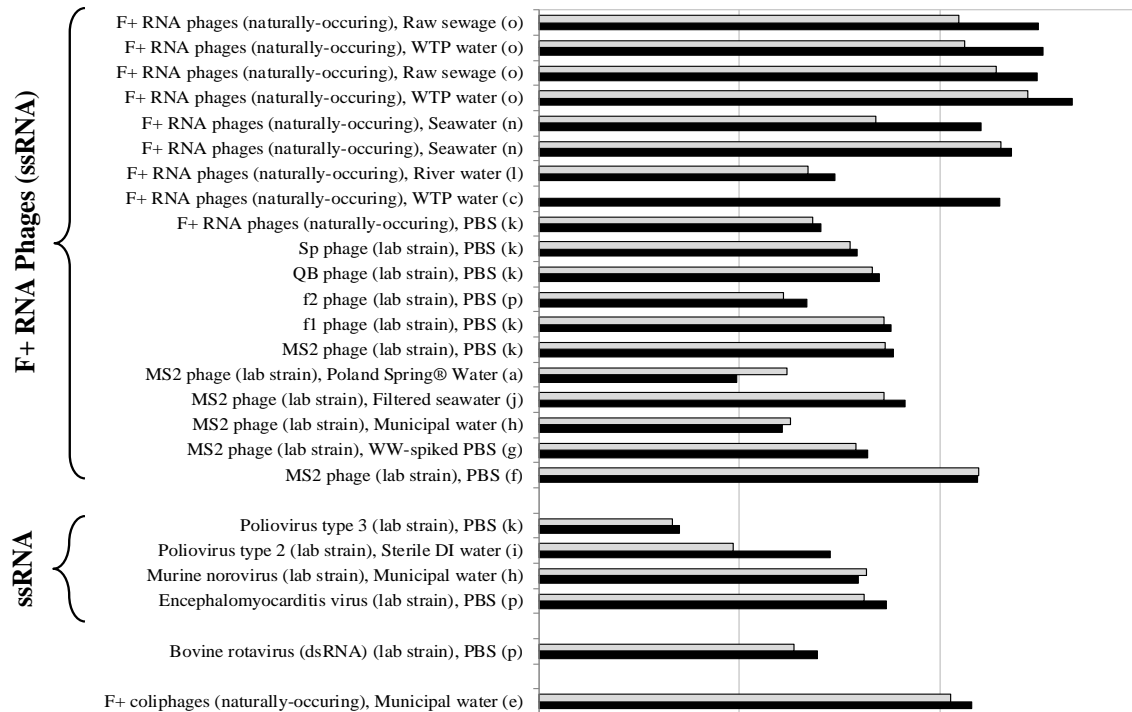 F+ RNA Phages (ssRNA)
F+ RNA phages (naturally-occuring), Raw sewage (o)
F+ RNA phages (naturally-occuring), WTP water (o)
F+ RNA phages (naturally-occuring), Raw sewage (o)
F+ RNA phages (naturally-occuring), WTP water (o)
F+ RNA phages (naturally-occuring), Seawater (n)
F+ RNA phages (naturally-occuring), Seawater (n)
F+ RNA phages (naturally-occuring), River water (l)
F+ RNA phages (naturally-occuring), WTP water (c)
F+ RNA phages (naturally-occuring), PBS (k)
Sp phage (lab strain), PBS (k)
QB phage (lab strain), PBS (k)
f2 phage (lab strain), PBS (p)
f1 phage (lab strain), PBS (k)
MS2 phage (lab strain), PBS (k)
MS2 phage (lab strain), Poland Spring® Water (a)
MS2 phage (lab strain), Filtered seawater (j)
MS2 phage (lab strain), Municipal water (h)
MS2 phage (lab strain), WW-spiked PBS (g)
MS2 phage (lab strain), PBS (f)
ssRNA
Poliovirus type 3 (lab strain), PBS (k)
Poliovirus type 2 (lab strain), Sterile DI water (i)
Murine norovirus (lab strain), Municipal water (h)
Encephalomyocarditis virus (lab strain), PBS (p)
Bovine rotavirus (dsRNA) (lab strain), PBS (p)
F+ coliphages (naturally-occuring), Municipal water (e)